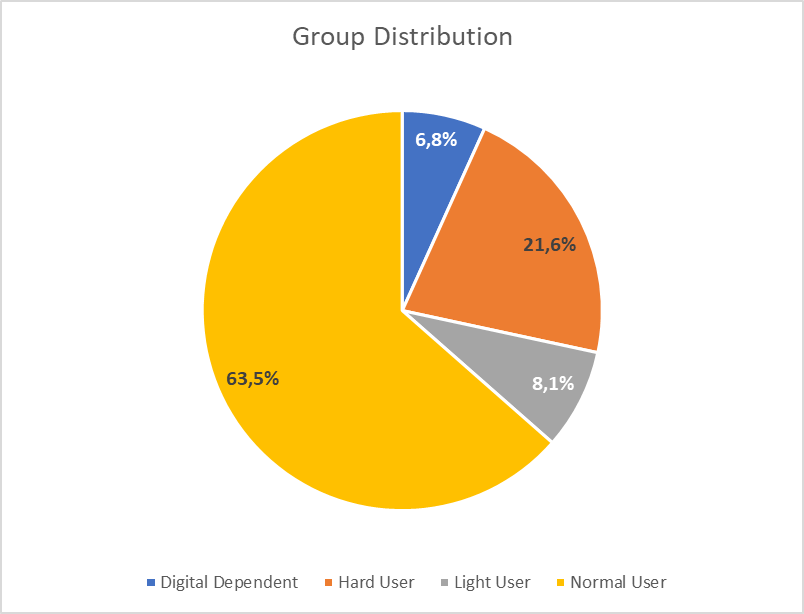 Group Distribution
6,8%
21,6%
8,1%
63,5%
Digital Dependent Hard User Light User Normal User